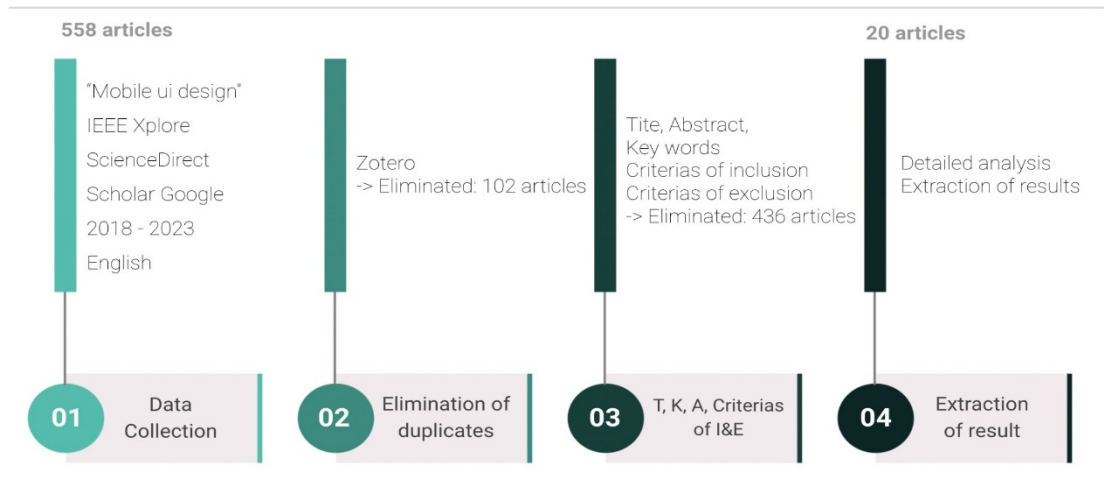 558 articles
“Mobile ui design“
IEEE Xplore
ScienceDirect
Scholar Google
2018 - 2023
English
Zotero
-> Eliminated: 102 articles
Tite, Abstract,
Key words
Criterias of inclusion
Criterias of exclusion
-> Eliminated: 436 articles
20 articles
Detailed analysis
Extraction of results
01
Data
Collection
02
Elimination of
duplicates
03
T, K, A, Criterias
of I&E
04
Extraction
of result